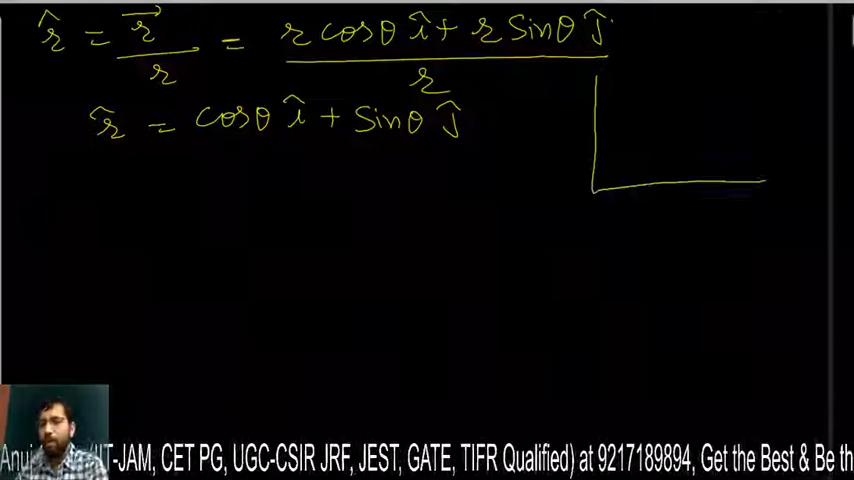 r̂ = r⃗ / r = r cosθ î + r Sinθ ĵ / r
r̂ = cosθ î + Sinθ ĵ
(IIT-JAM, CET PG, UGC-CSIR JRF, JEST, GATE, TIFR Qualified) at 9217189894, Get the Best & Be th